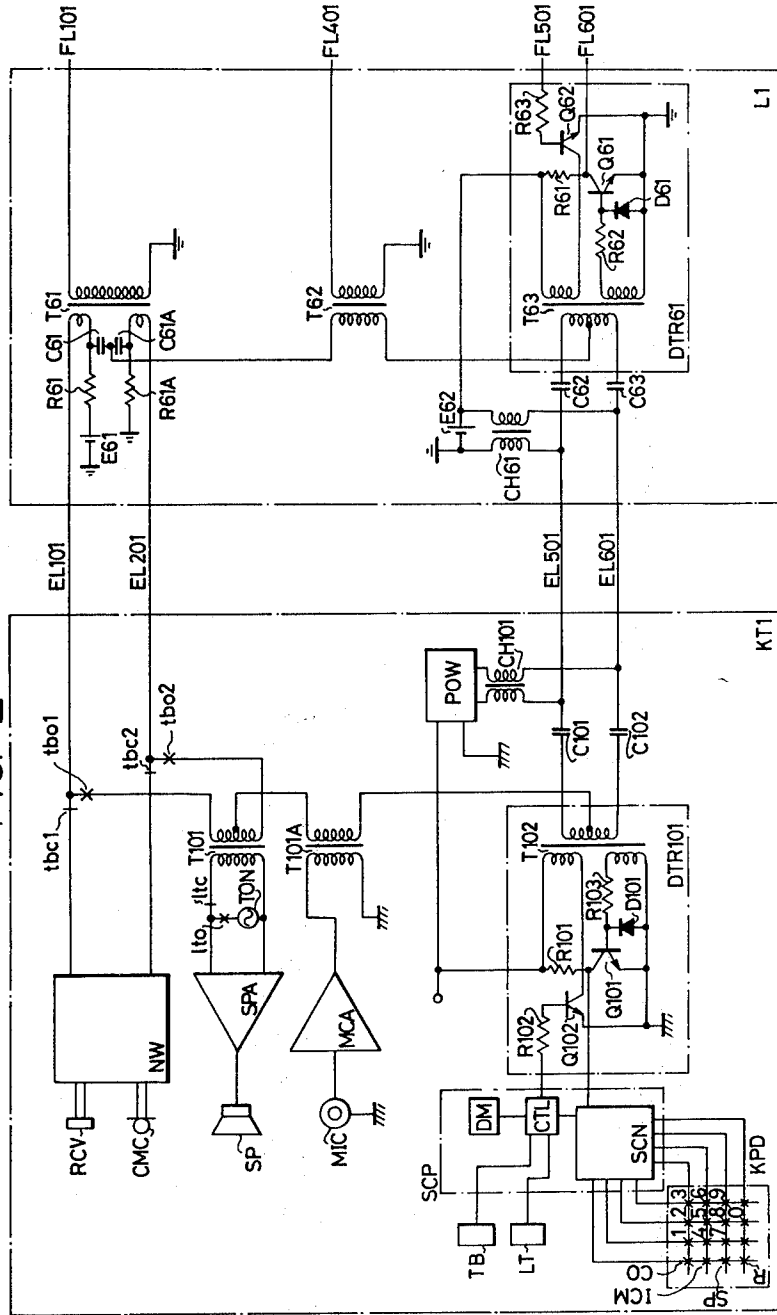 FL101
FL401
FL501
FL601
L1
T61
C61
C61A
R61
R61A
E61
T62
R63
Q62
R61
Q61
D61
R62
T63
DTR61
C62
C63
E62
CH61
EL101
EL201
EL501
EL601
KT1
tbo1
tbc1
tbc2
tbo2
T101
ltc
lto
TON
T101A
NW
RCV
CMC
SPA
SP
MCA
MIC
POW
CH101
C101
C102
T102
DTR101
R103
D101
R101
Q101
R102
Q102
SCP
DM
CTL
SCN
TB
LT
KPD
CO
ICM
SP
R
1 2 3
4 5 6
7 8 9
0